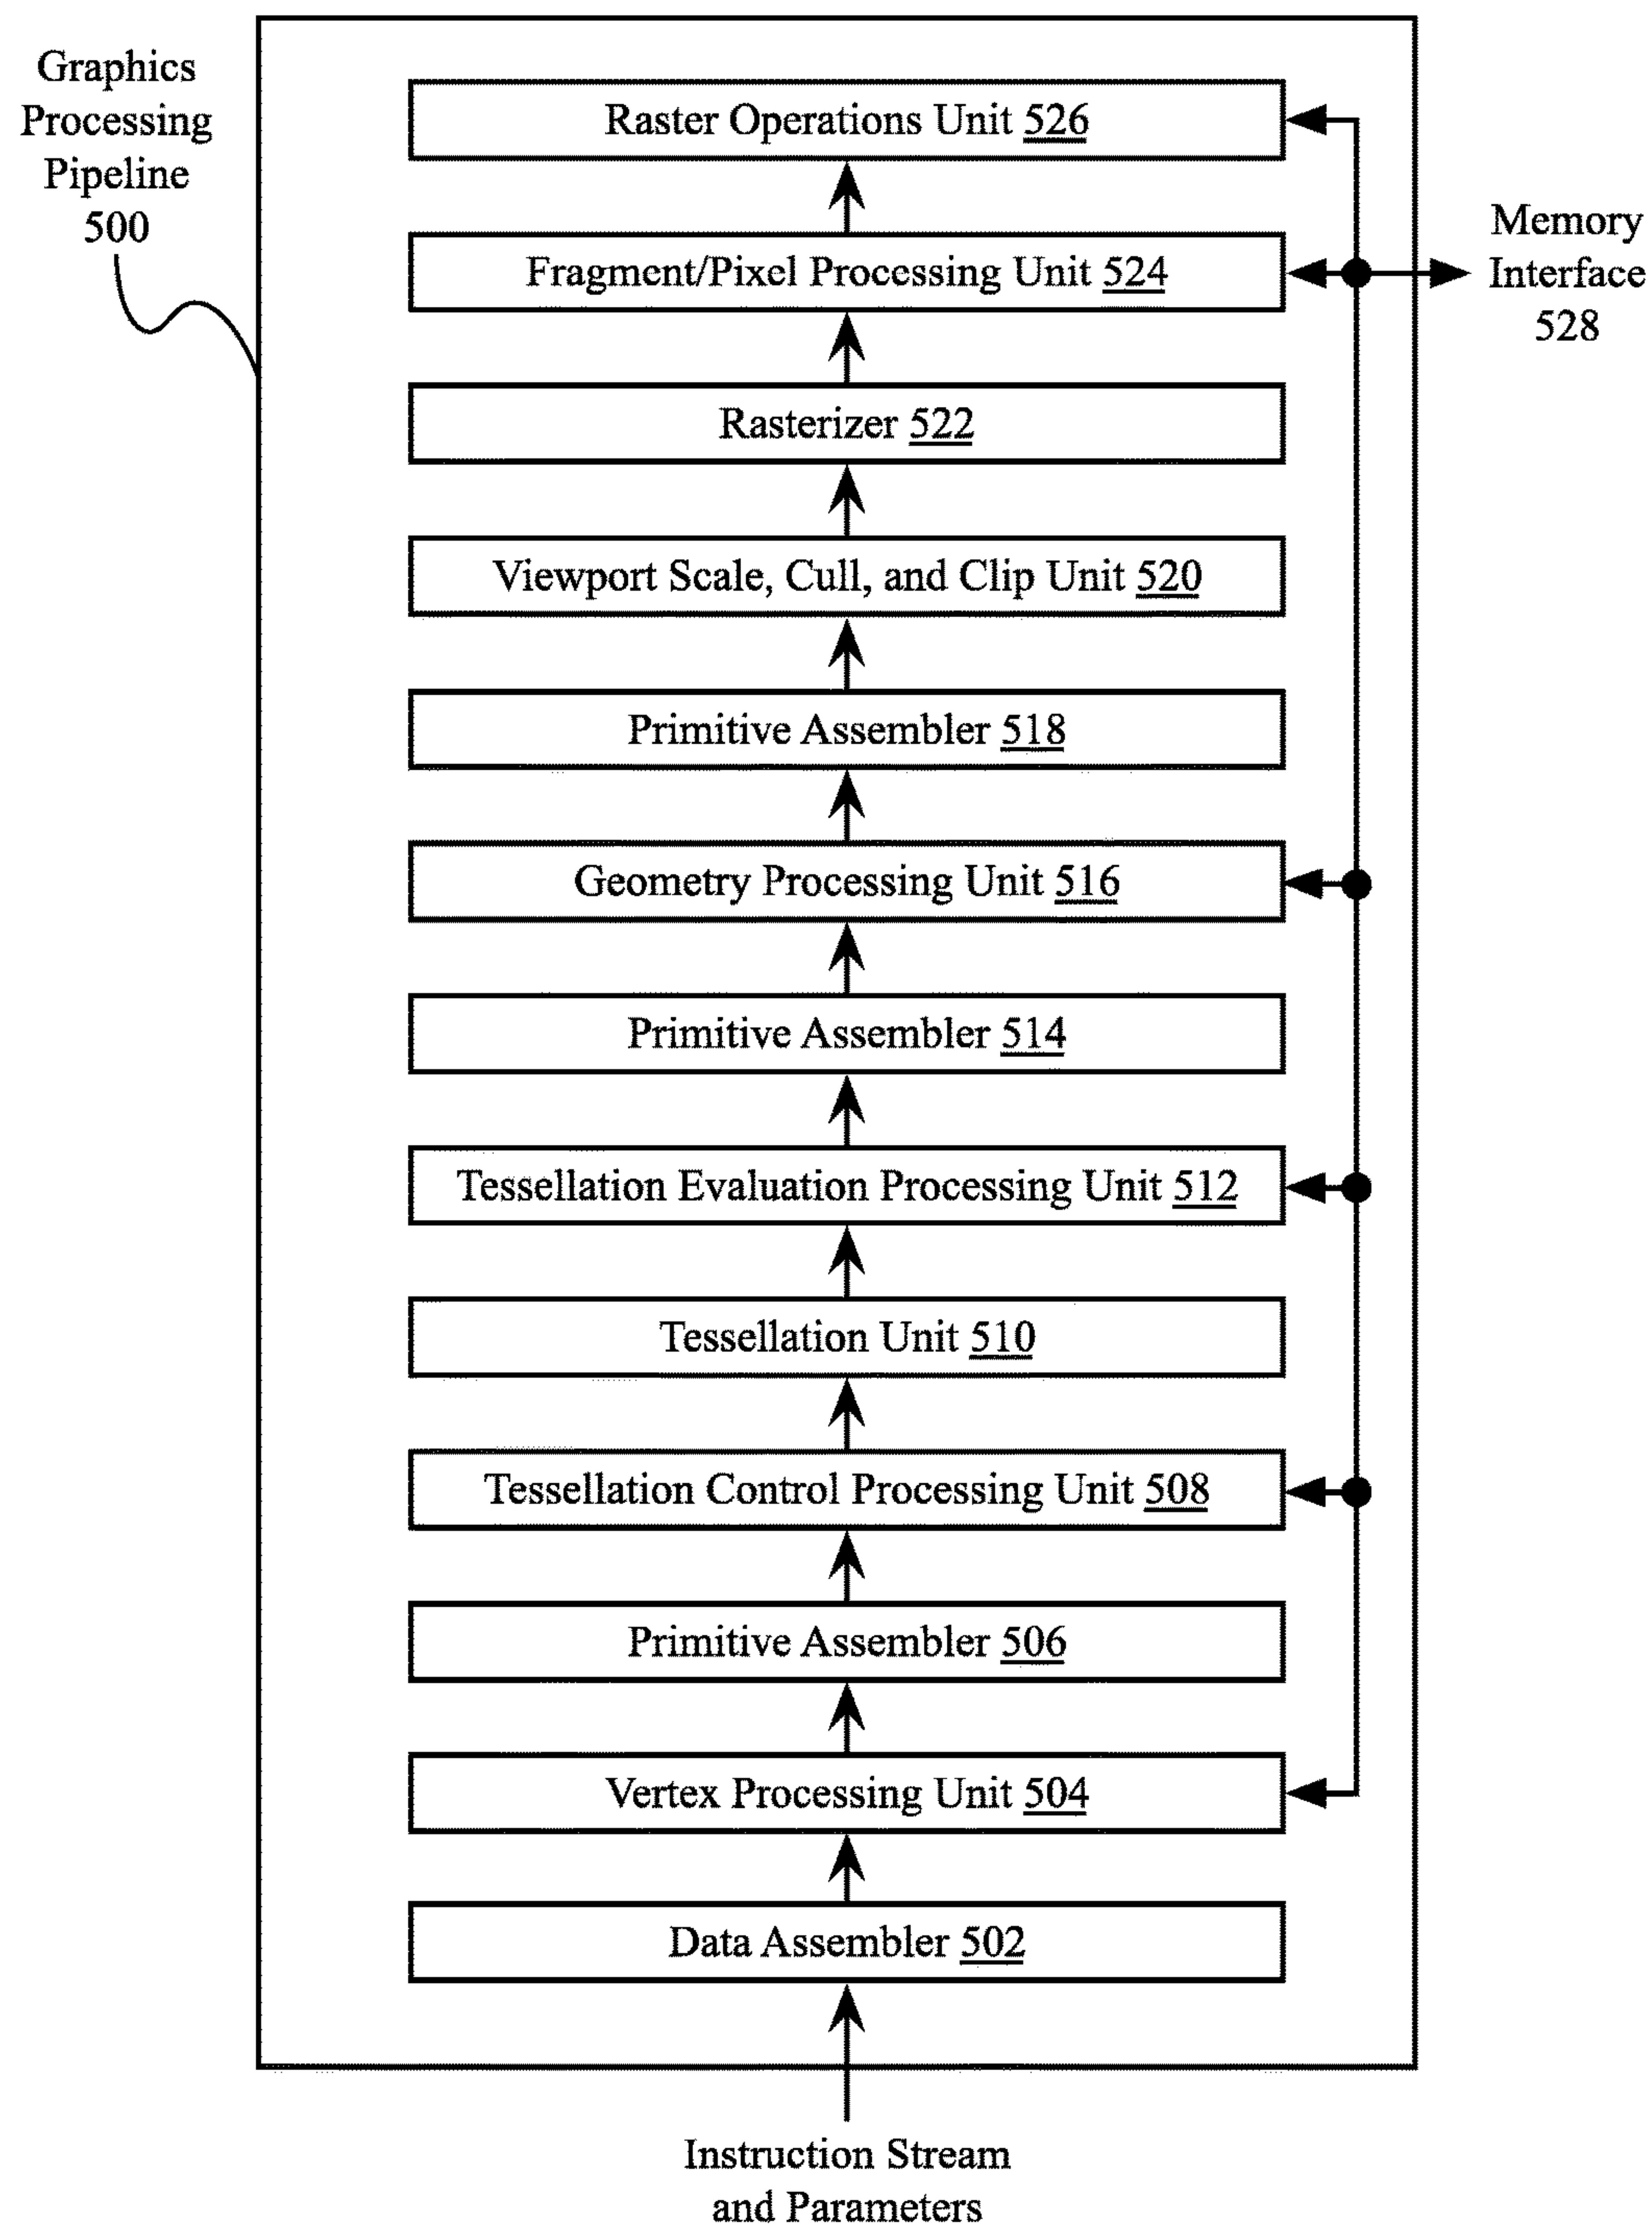 Graphics
Processing
Pipeline
500
Raster Operations Unit 526
Fragment/Pixel Processing Unit 524
Memory
Interface
528
Rasterizer 522
Viewport Scale, Cull, and Clip Unit 520
Primitive Assembler 518
Geometry Processing Unit 516
Primitive Assembler 514
Tessellation Evaluation Processing Unit 512
Tessellation Unit 510
Tessellation Control Processing Unit 508
Primitive Assembler 506
Vertex Processing Unit 504
Data Assembler 502
Instruction Stream
and Parameters